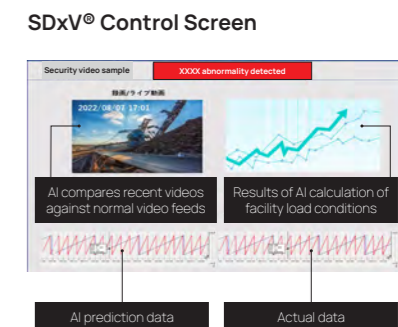 SDxV® Control Screen
Security video sample
XXXX abnormality detected
録画/ライブ動画
2022/08/07 17:01
AI compares recent videos
against normal video feeds
Results of AI calculation of
facility load conditions
AI prediction data
Actual data